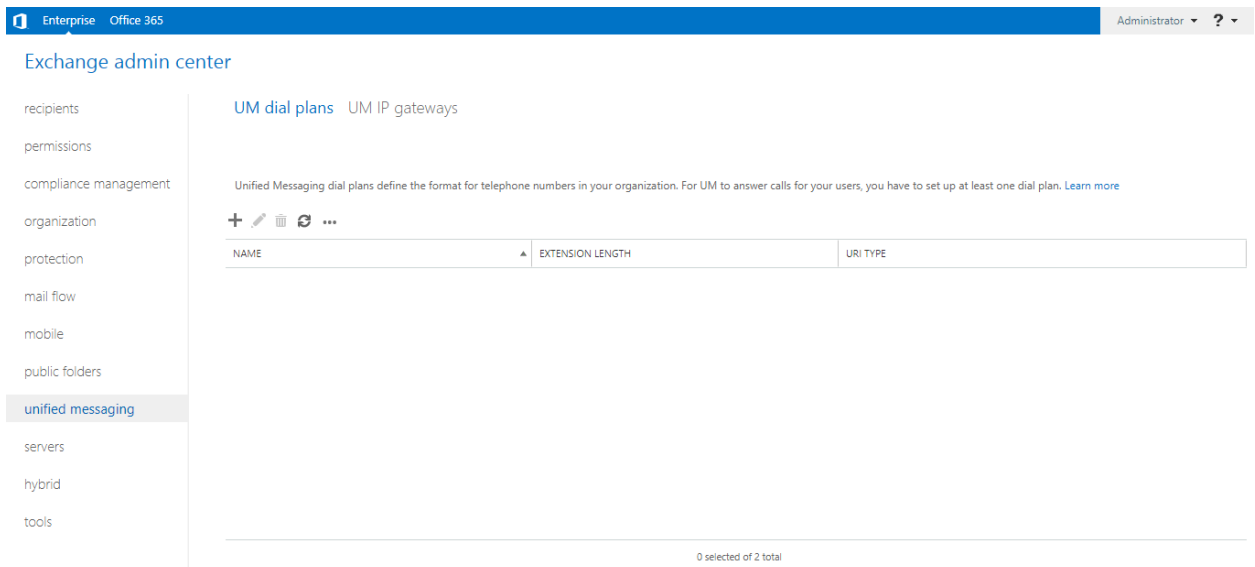 Enterprise Office 365 Administrator ?
Exchange admin center
recipients
permissions
compliance management
organization
protection
mail flow
mobile
public folders
unified messaging
servers
hybrid
tools
UM dial plans UM IP gateways
Unified Messaging dial plans define the format for telephone numbers in your organization. For UM to answer calls for your users, you have to set up at least one dial plan. Learn more
NAME EXTENSION LENGTH URI TYPE
0 selected of 2 total